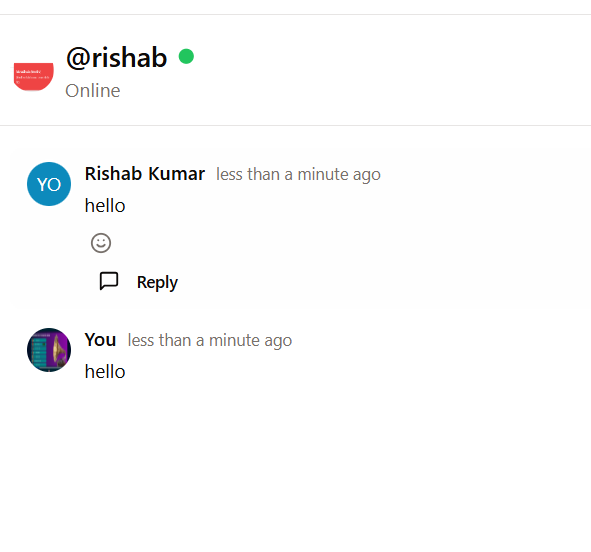 @rishab
Online
YO
Rishab Kumar less than a minute ago
hello
Reply
You less than a minute ago
hello